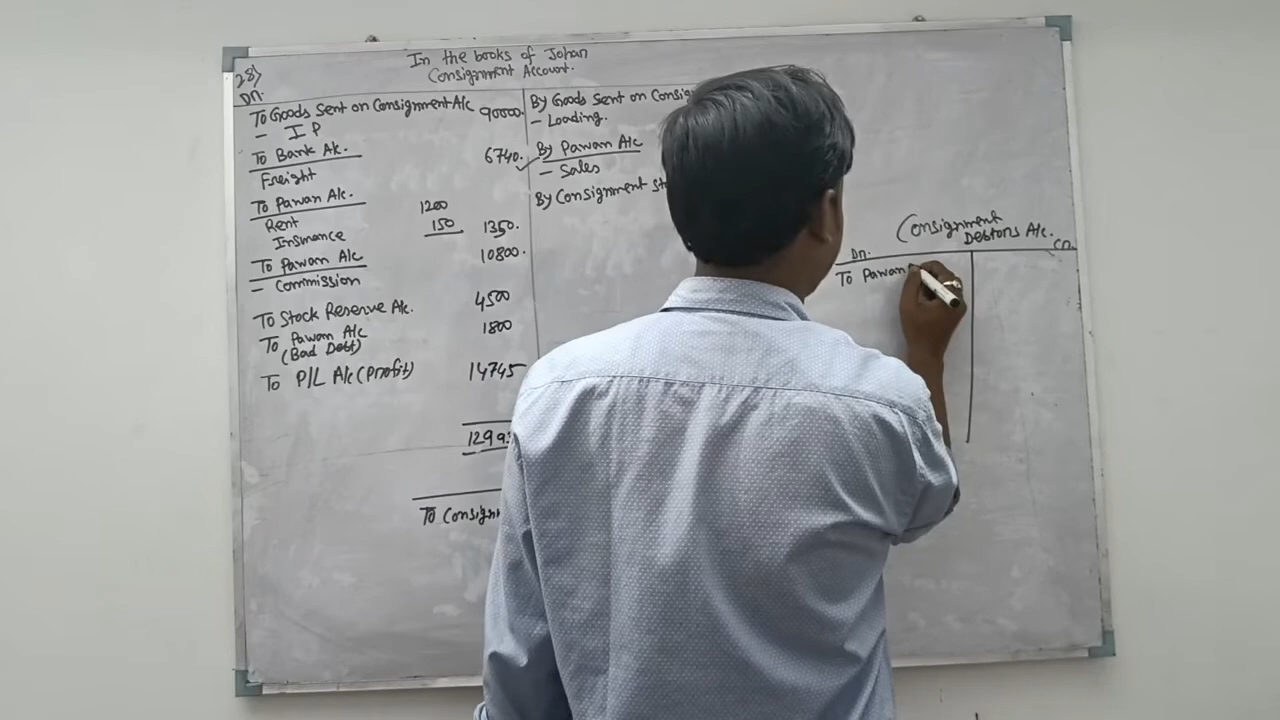 28)
In the books of Johan
Consignment Account.
Dr.
To Goods Sent on Consignment A/c 90000.
- I P
To Bank Ac. 6740.
Freight
To Pawan A/c.
Rent 1200
Insurance 150 1350.
To Pawan A/c 10800.
- Commission
To Stock Reserve A/c. 4500
To Pawan A/c 1800
(Bad Debt)
To P/L A/c (Profit) 14745
To
By Goods Sent on
- Loading.
By Pawan A/c
- Sales
By Consignment
Consignment
Debtors A/c.
Dr. Cr.
To Pawan